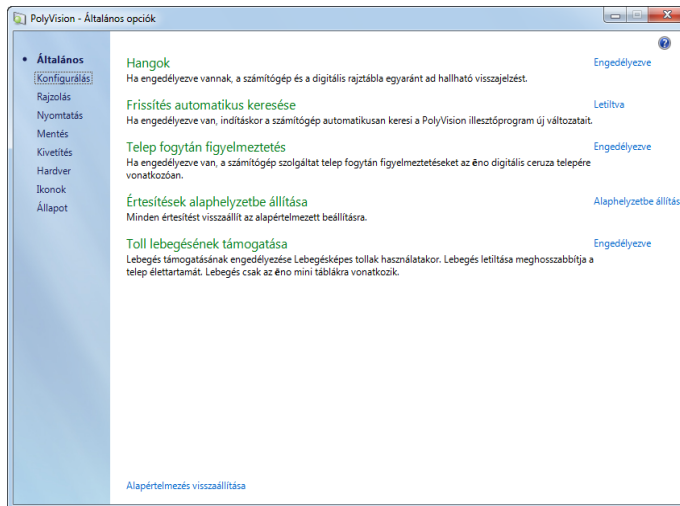 PolyVision - Általános opciók
Általános
Konfigurálás
Rajzolás
Nyomtatás
Mentés
Kivetítés
Hardver
Ikonok
Állapot
Hangok
Engedélyezve
Ha engedélyezve vannak, a számítógép és a digitális rajztábla egyaránt ad hallható visszajelzést.
Frissítés automatikus keresése
Letiltva
Ha engedélyezve van, indításkor a számítógép automatikusan keresi a PolyVision illesztőprogram új változatait.
Telep fogytán figyelmeztetés
Engedélyezve
Ha engedélyezve van, a számítógép szolgáltat telep fogytán figyelmeztetéseket az ēno digitális ceruza telepére
vonatkozóan.
Értesítések alaphelyzetbe állítása
Alaphelyzetbe állítás
Minden értesítést visszaállít az alapértelmezett beállításra.
Toll lebegésének támogatása
Engedélyezve
Lebegés támogatásának engedélyezése Lebegésképes tollak használatakor. Lebegés letiltása meghosszabbítja a
telep élettartamát. Lebegés csak az ēno mini táblákra vonatkozik.
Alapértelmezés visszaállítása